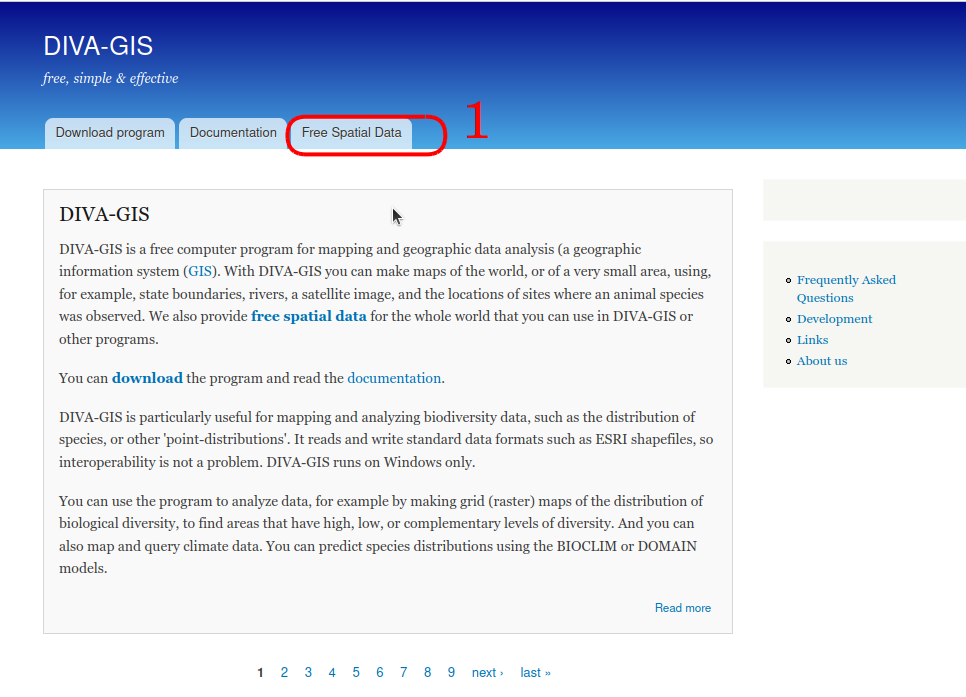 DIVA-GIS
free, simple & effective
Download program
Documentation
Free Spatial Data
1
DIVA-GIS
DIVA-GIS is a free computer program for mapping and geographic data analysis (a geographic
information system (GIS). With DIVA-GIS you can make maps of the world, or of a very small area, using,
for example, state boundaries, rivers, a satellite image, and the locations of sites where an animal species
was observed. We also provide free spatial data for the whole world that you can use in DIVA-GIS or
other programs.
You can download the program and read the documentation.
DIVA-GIS is particularly useful for mapping and analyzing biodiversity data, such as the distribution of
species, or other 'point-distributions'. It reads and write standard data formats such as ESRI shapefiles, so
interoperability is not a problem. DIVA-GIS runs on Windows only.
You can use the program to analyze data, for example by making grid (raster) maps of the distribution of
biological diversity, to find areas that have high, low, or complementary levels of diversity. And you can
also map and query climate data. You can predict species distributions using the BIOCLIM or DOMAIN
models.
Read more
1 2 3 4 5 6 7 8 9 next › last »
Frequently Asked
Questions
Development
Links
About us